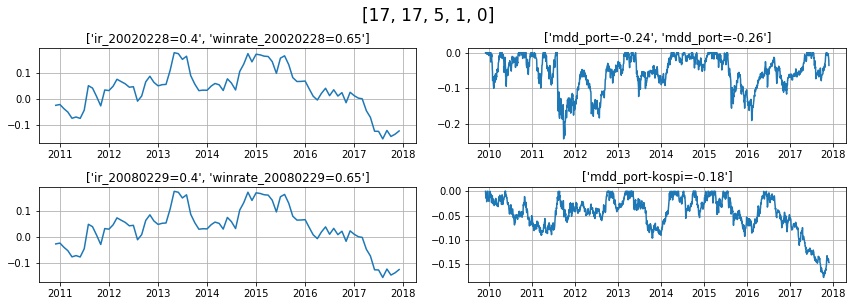 [17, 17, 5, 1, 0]
['ir_20020228=0.4', 'winrate_20020228=0.65']
0.1
0.0
−0.1
2011 2012 2013 2014 2015 2016 2017 2018
['mdd_port=-0.24', 'mdd_port=-0.26']
0.0
−0.1
−0.2
2010 2011 2012 2013 2014 2015 2016 2017 2018
['ir_20080229=0.4', 'winrate_20080229=0.65']
0.1
0.0
−0.1
2011 2012 2013 2014 2015 2016 2017 2018
['mdd_port-kospi=-0.18']
0.00
−0.05
−0.10
−0.15
2010 2011 2012 2013 2014 2015 2016 2017 2018